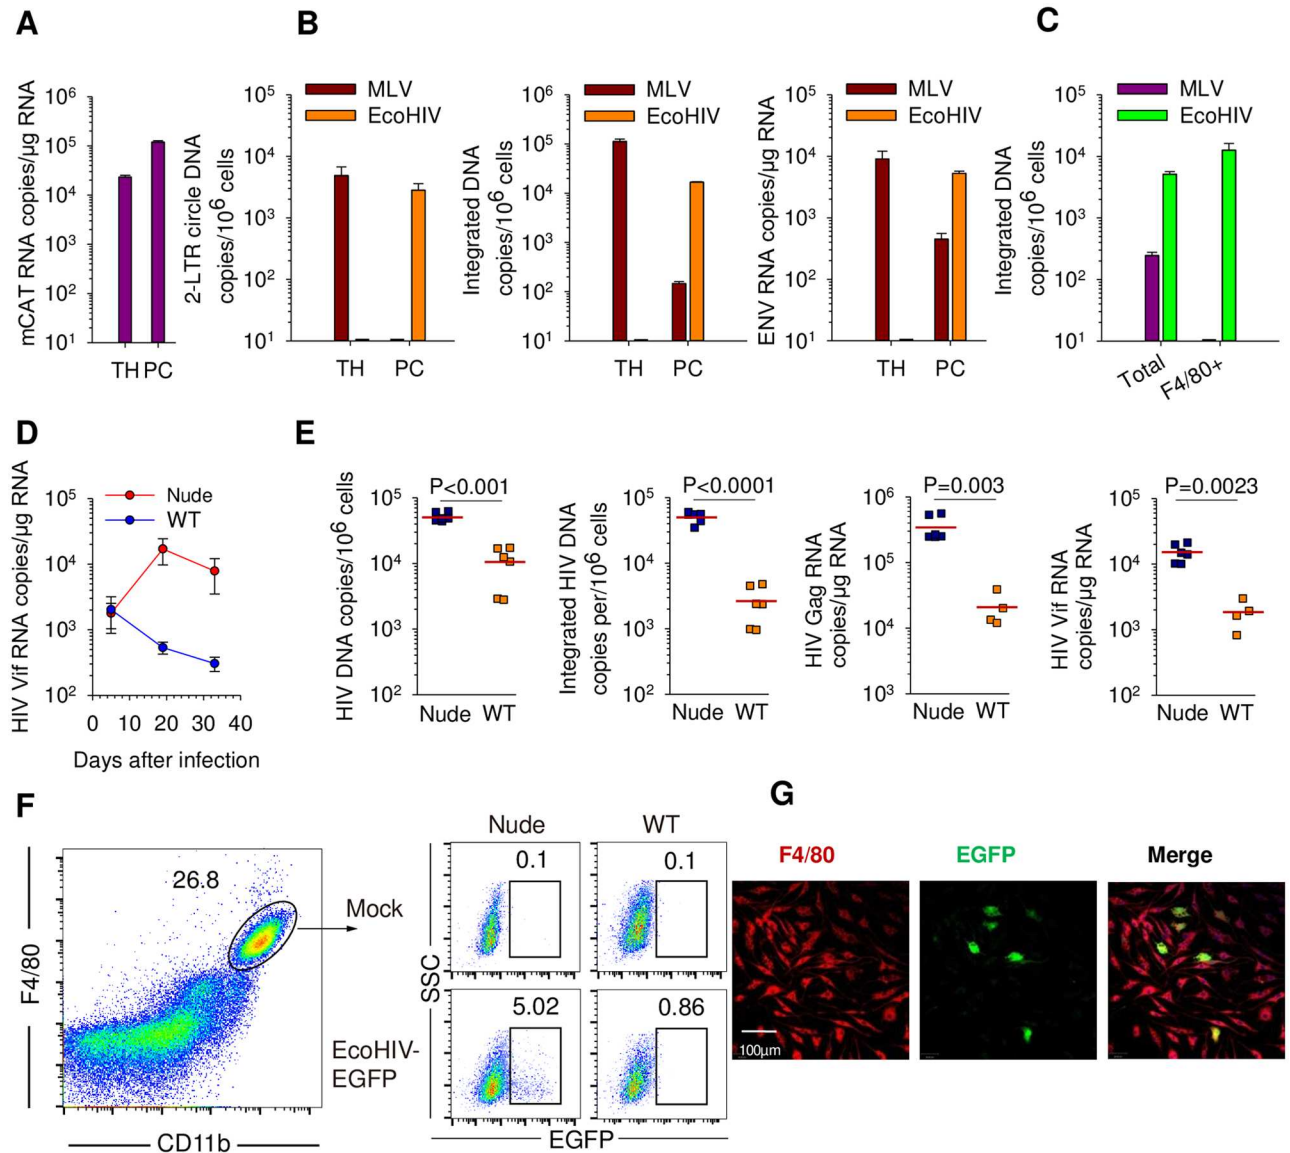 A
B
C
mCAT RNA copies/µg RNA
10^6
10^5
10^4
10^3
10^2
10^1
TH PC
2-LTR circle DNA
copies/10^6 cells
MLV
EcoHIV
10^5
10^4
10^3
10^2
10^1
TH PC
Integrated DNA
copies/10^6 cells
MLV
EcoHIV
10^6
10^5
10^4
10^3
10^2
10^1
TH PC
ENV RNA copies/µg RNA
MLV
EcoHIV
10^5
10^4
10^3
10^2
10^1
TH PC
Integrated DNA
copies/10^6 cells
MLV
EcoHIV
10^5
10^4
10^3
10^2
10^1
Total
F4/80+
D
E
HIV Vif RNA copies/µg RNA
Nude
WT
10^5
10^4
10^3
10^2
0 10 20 30 40
Days after infection
HIV DNA copies/10^6 cells
P<0.001
10^5
10^4
10^3
10^2
Nude WT
Integrated HIV DNA
copies per/10^6 cells
P<0.0001
10^5
10^4
10^3
10^2
Nude WT
HIV Gag RNA
copies/µg RNA
P=0.003
10^6
10^5
10^4
10^3
Nude WT
HIV Vif RNA
copies/µg RNA
P=0.0023
10^5
10^4
10^3
10^2
Nude WT
F
F4/80
26.8
CD11b
Mock
EcoHIV-
EGFP
Nude WT
SSC
0.1
0.1
5.02
0.86
EGFP
G
F4/80
EGFP
Merge
100µm